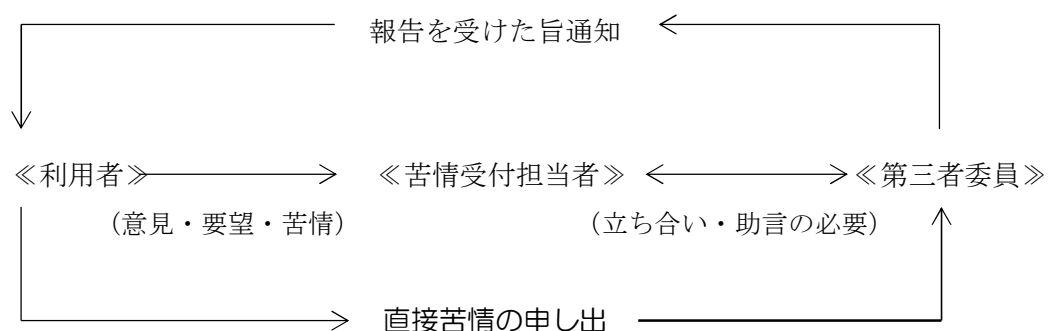 報告を受けた旨通知
≪利用者≫ ≪苦情受付担当者≫ ≪第三者委員≫
(意見・要望・苦情) (立ち合い・助言の必要)
直接苦情の申し出